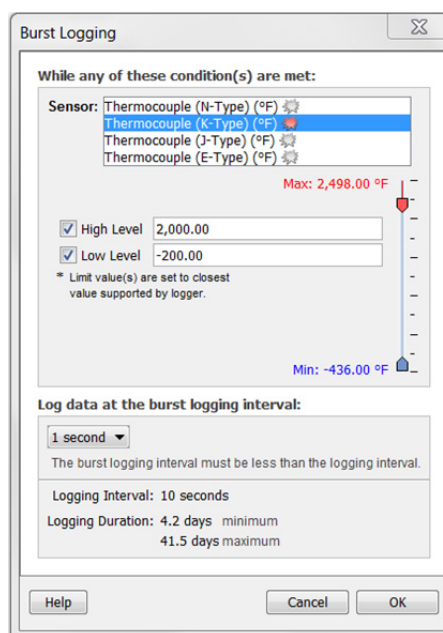 Burst Logging
While any of these condition(s) are met:
Sensor: Thermocouple (N-Type) (°F)
Thermocouple (K-Type) (°F)
Thermocouple (J-Type) (°F)
Thermocouple (E-Type) (°F)
Max: 2,498.00 °F
High Level 2,000.00
Low Level -200.00
* Limit value(s) are set to closest
value supported by logger.
Min: -436.00 °F
Log data at the burst logging interval:
1 second
The burst logging interval must be less than the logging interval.
Logging Interval: 10 seconds
Logging Duration: 4.2 days minimum
41.5 days maximum
Help Cancel OK